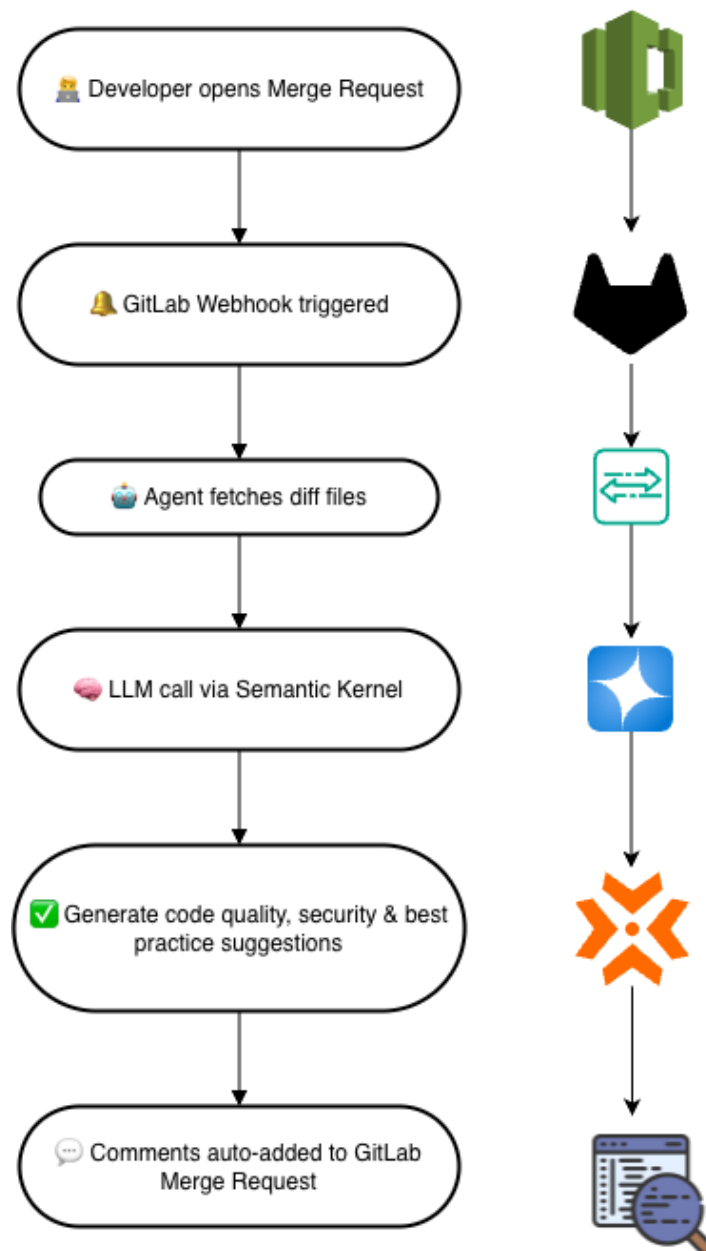 🧑‍💻 Developer opens Merge Request
🔔 GitLab Webhook triggered
🤖 Agent fetches diff files
🧠 LLM call via Semantic Kernel
✅ Generate code quality, security & best
practice suggestions
💬 Comments auto-added to GitLab
Merge Request